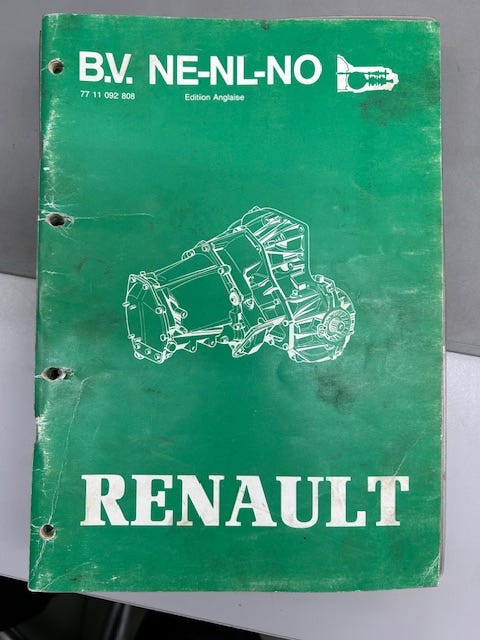 B.V. NE-NL-NO
77 11 092 808 Edition Anglaise
RENAULT